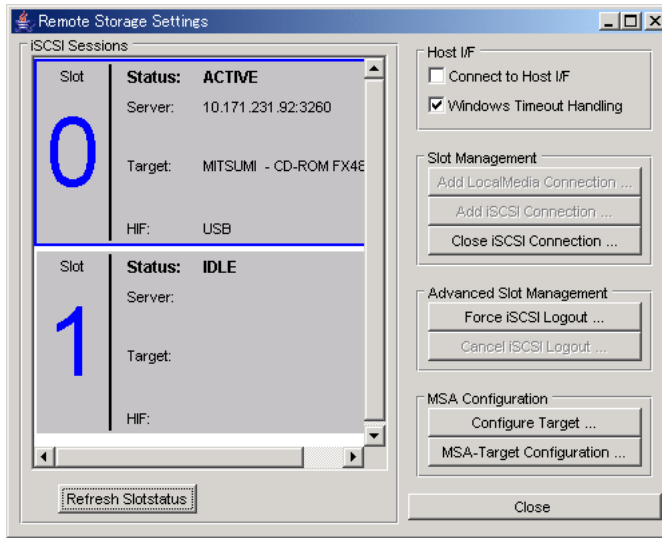 Remote Storage Settings
iSCSI Sessions
Slot
0
Status: ACTIVE
Server: 10.171.231.92:3260
Target: MITSUMI - CD-ROM FX48
HIF: USB
Slot
1
Status: IDLE
Server:
Target:
HIF:
Refresh Slotstatus
Host I/F
Connect to Host I/F
Windows Timeout Handling
Slot Management
Add LocalMedia Connection ...
Add iSCSI Connection ...
Close iSCSI Connection ...
Advanced Slot Management
Force iSCSI Logout ...
Cancel iSCSI Logout ...
MSA Configuration
Configure Target ...
MSA-Target Configuration ...
Close